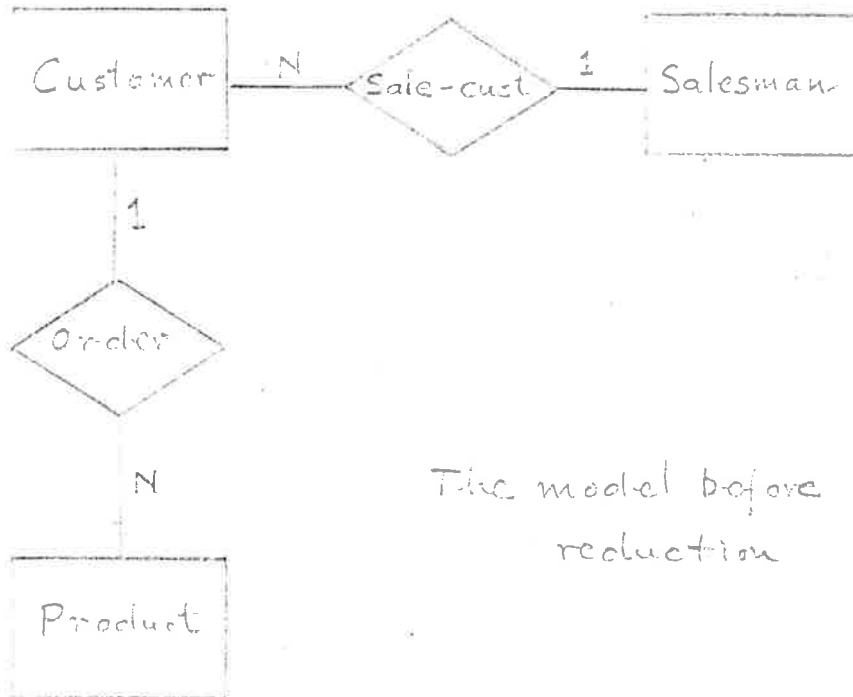 Customer N Sale-cust 1 Salesman
1
Order
N
The model before
reduction
Product